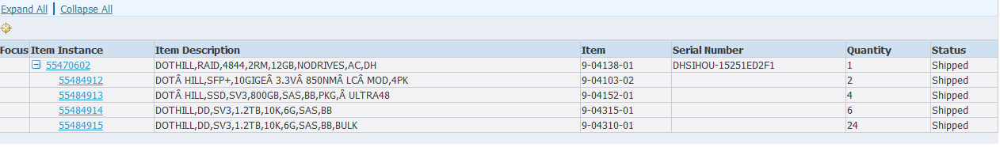 Expand All | Collapse All
Focus Item Instance Item Description Item Serial Number Quantity Status
55470602 DOTHILL,RAID,4844,2RM,12GB,NODRIVES,AC,DH 9-04138-01 DHSIHOU-15251ED2F1 1 Shipped
55484912 DOTÂ HILL,SFP+,10GIGEÂ 3.3VÂ 850NMÂ LCÂ MOD,4PK 9-04103-02 2 Shipped
55484913 DOTÂ HILL,SSD,SV3,800GB,SAS,BB,PKG,Â ULTRA48 9-04152-01 4 Shipped
55484914 DOTHILL,DD,SV3,1.2TB,10K,6G,SAS,BB 9-04315-01 6 Shipped
55484915 DOTHILL,DD,SV3,1.2TB,10K,6G,SAS,BB,BULK 9-04310-01 24 Shipped